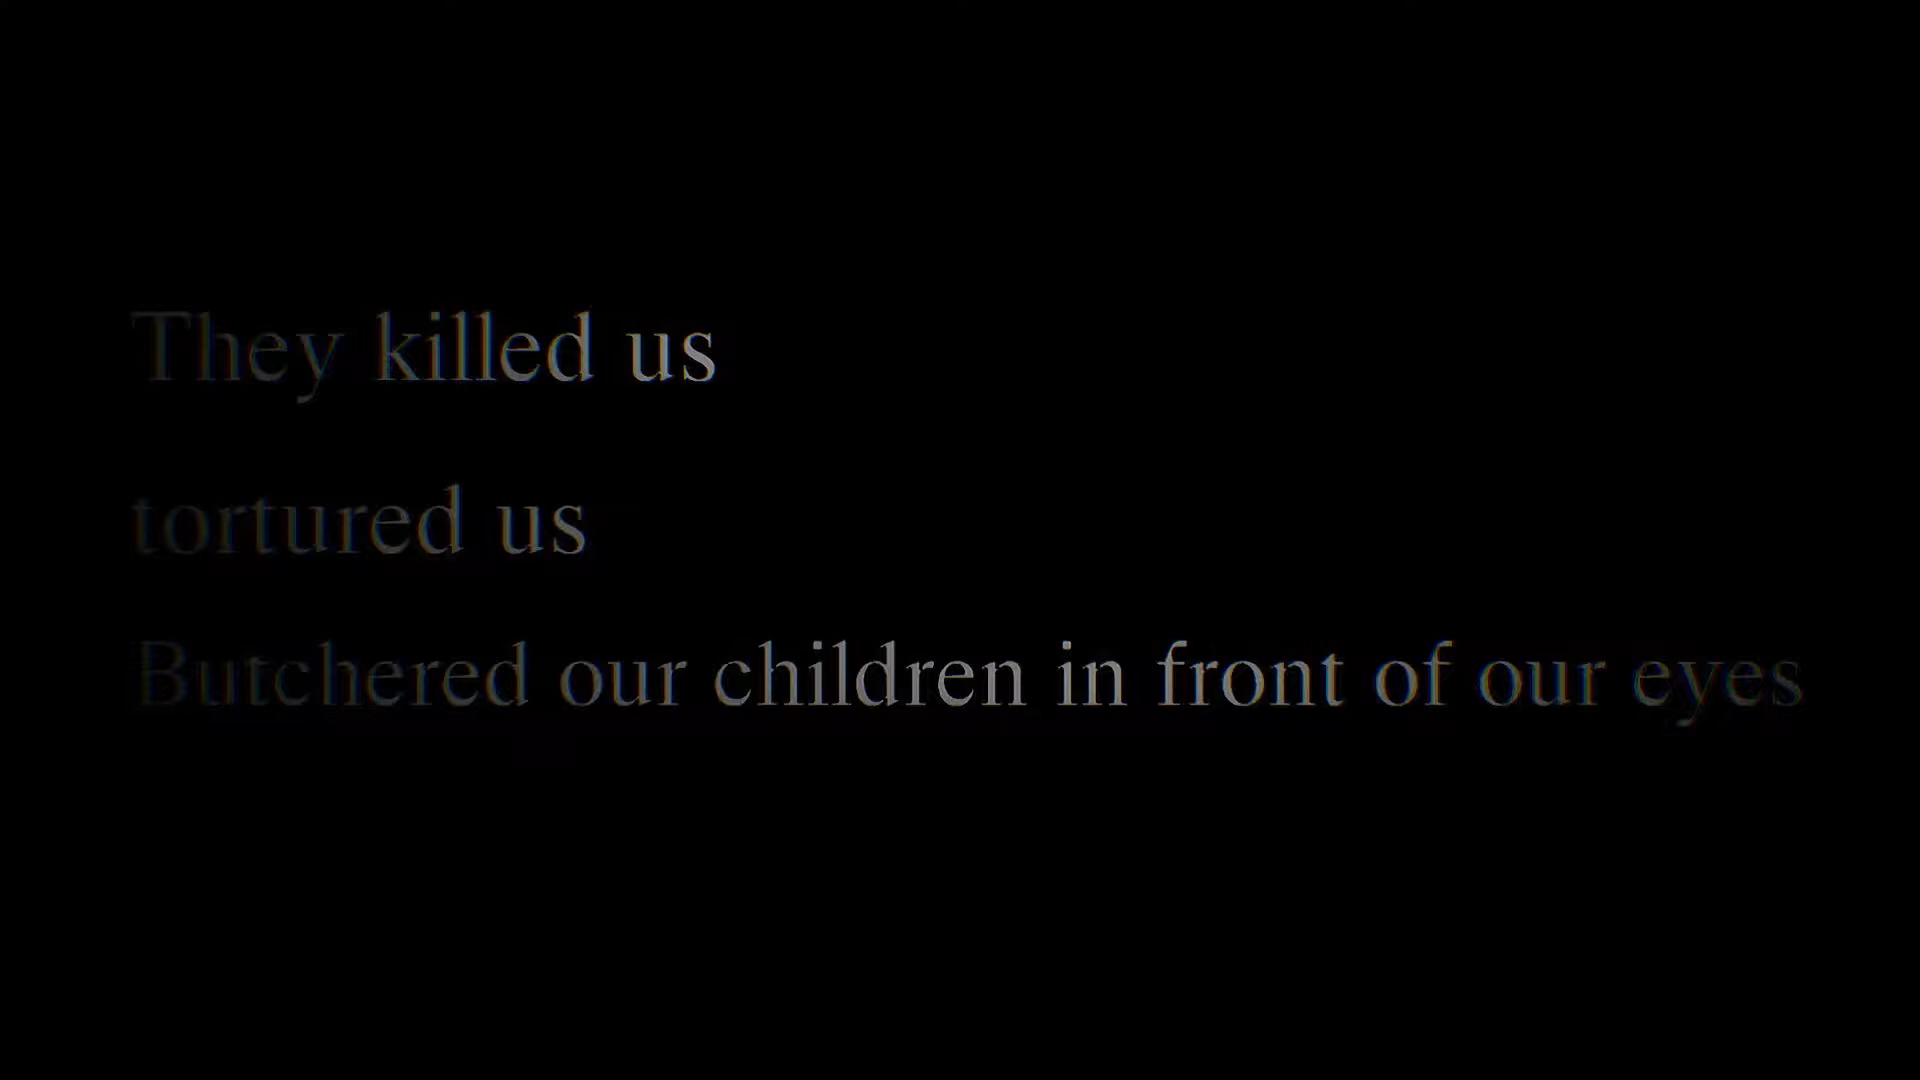 They killed us
tortured us
Butchered our children in front of our eyes